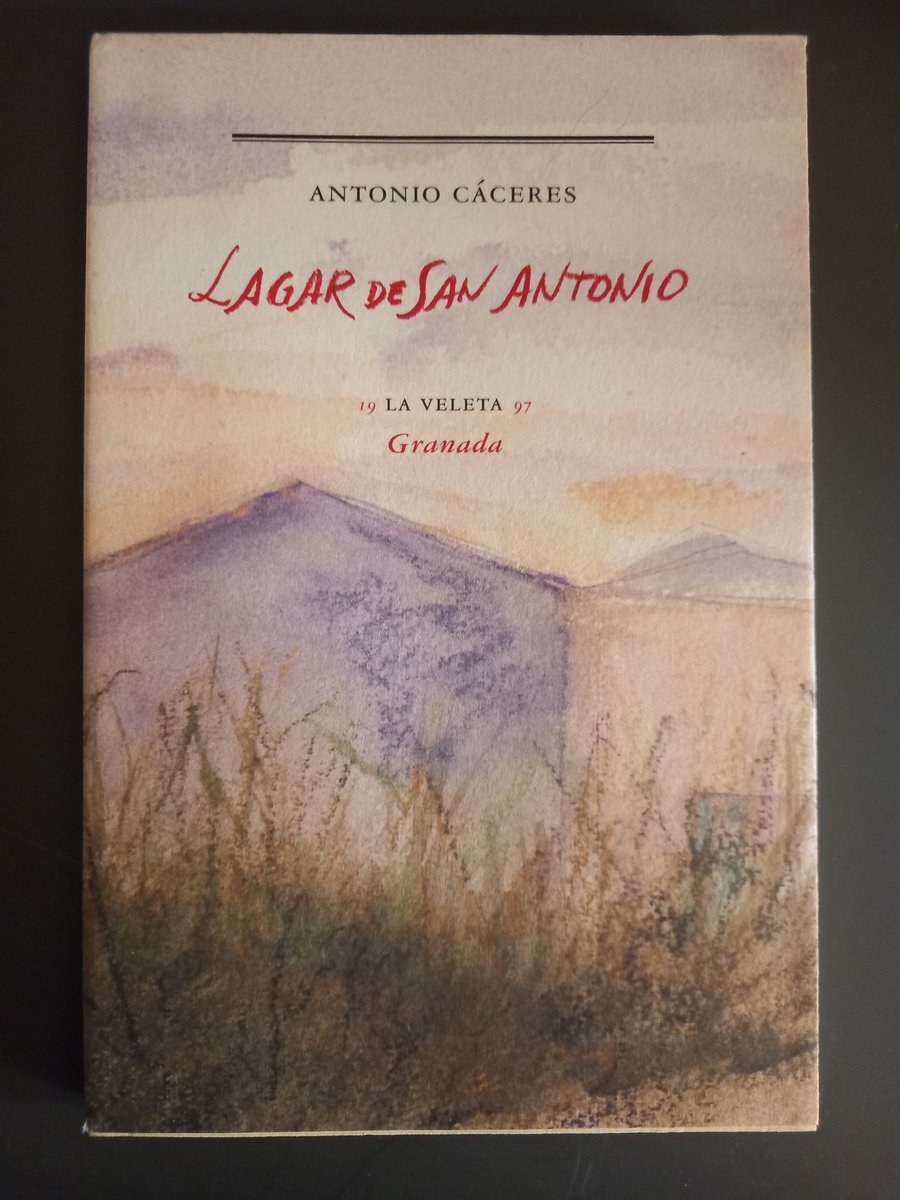 ANTONIO CÁCERES
LAGAR DE SAN ANTONIO
19 LA VELETA 97
Granada